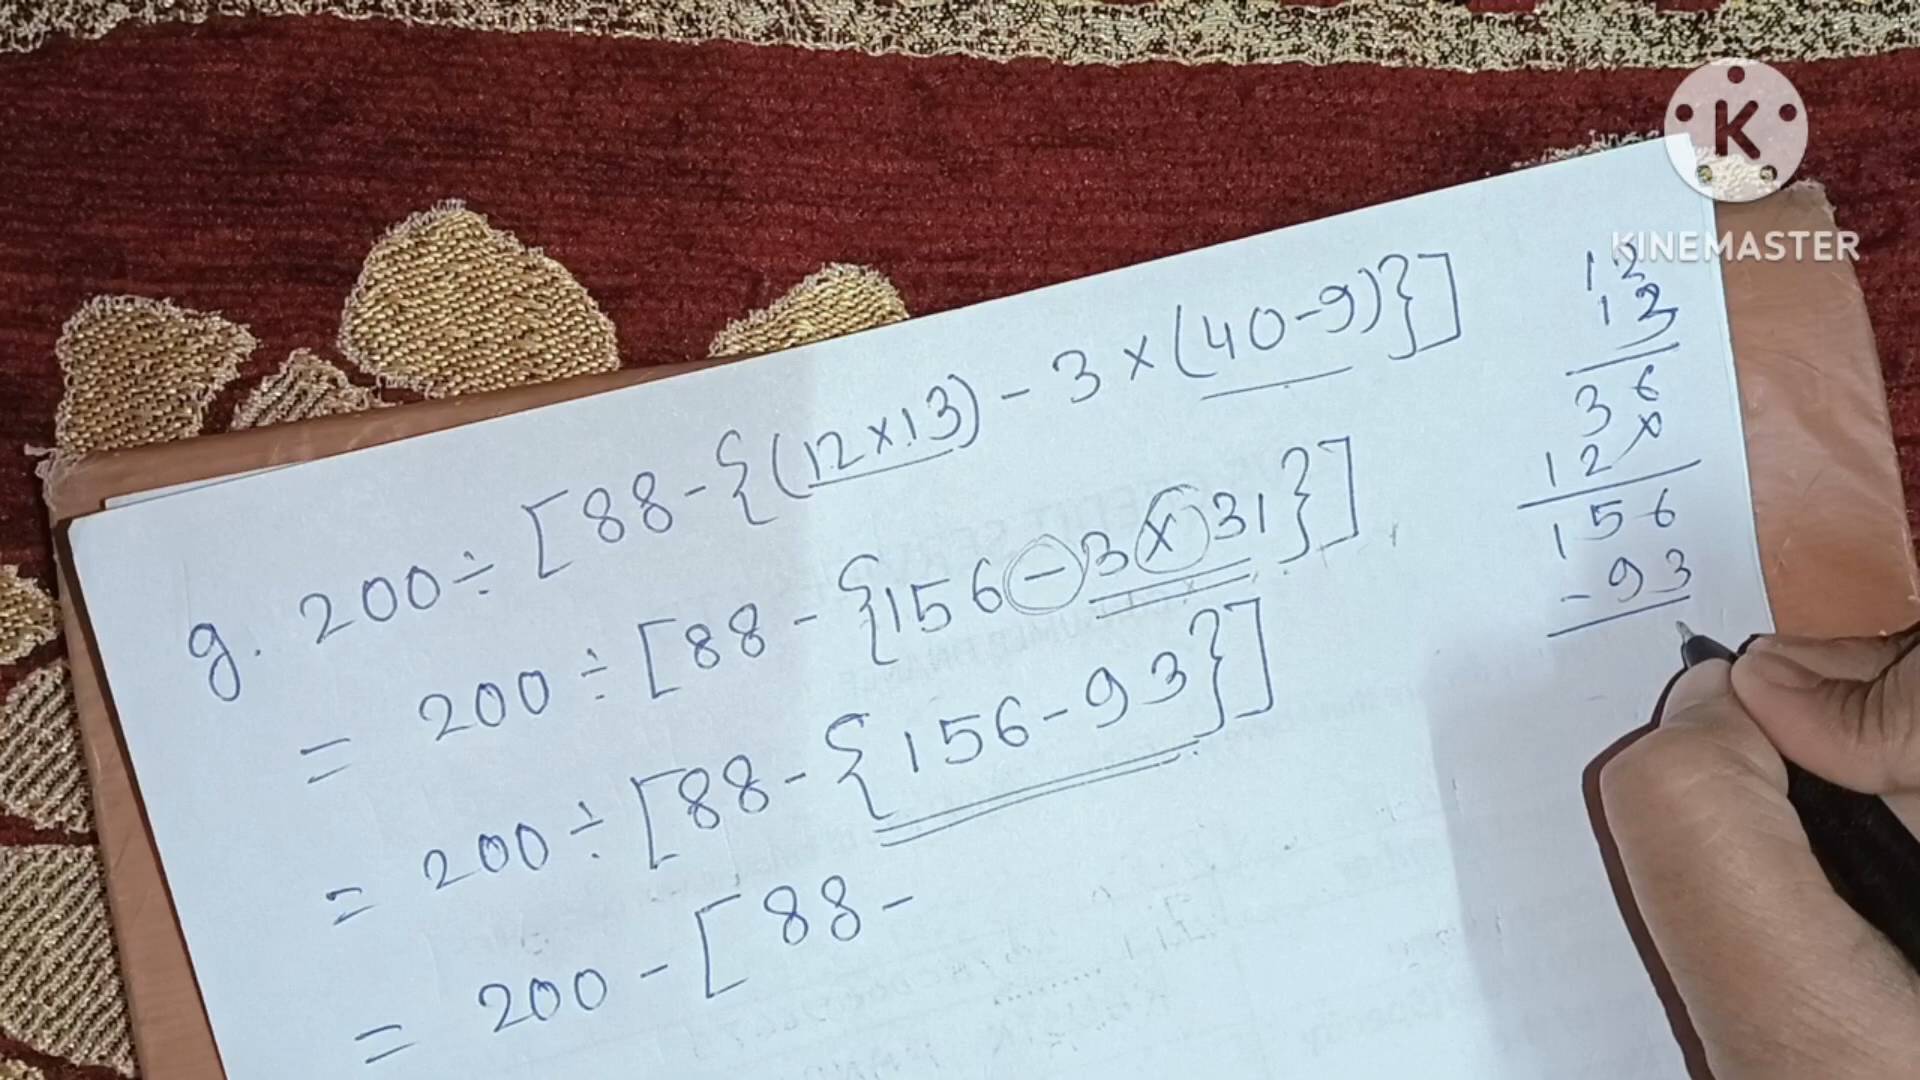 K
KINEMASTER
g. 200 ÷ [88 - {(12 × 13) - 3 × (40 - 9)}]
= 200 ÷ [88 - {156 - 3 × 31}]
= 200 ÷ [88 - {156 - 93}]
= 200 - [88 -
12
13
36
12×
156
- 93